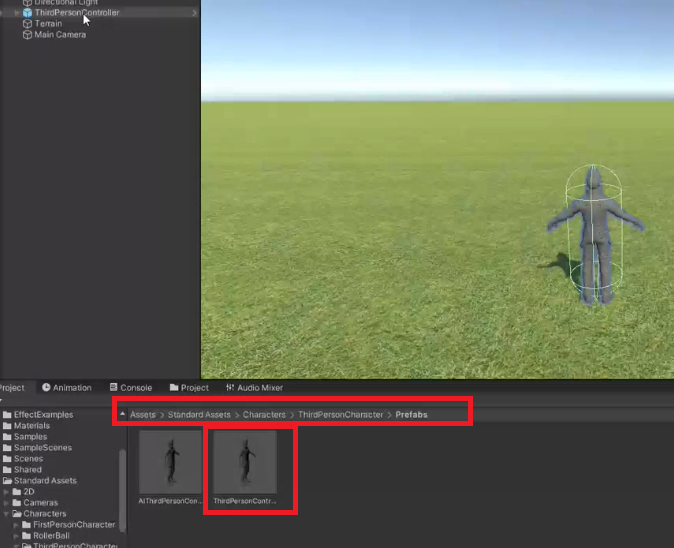 Directional Light
ThirdPersonController
Terrain
Main Camera
Project
Animation
Console
Project
Audio Mixer
Assets > Standard Assets > Characters > ThirdPersonCharacter > Prefabs
EffectExamples
Materials
Samples
SampleScenes
Scenes
Shared
Standard Assets
2D
Cameras
Characters
FirstPersonCharacter
RollerBall
ThirdPersonCharacter
AIThirdPersonCon...
ThirdPersonContr...